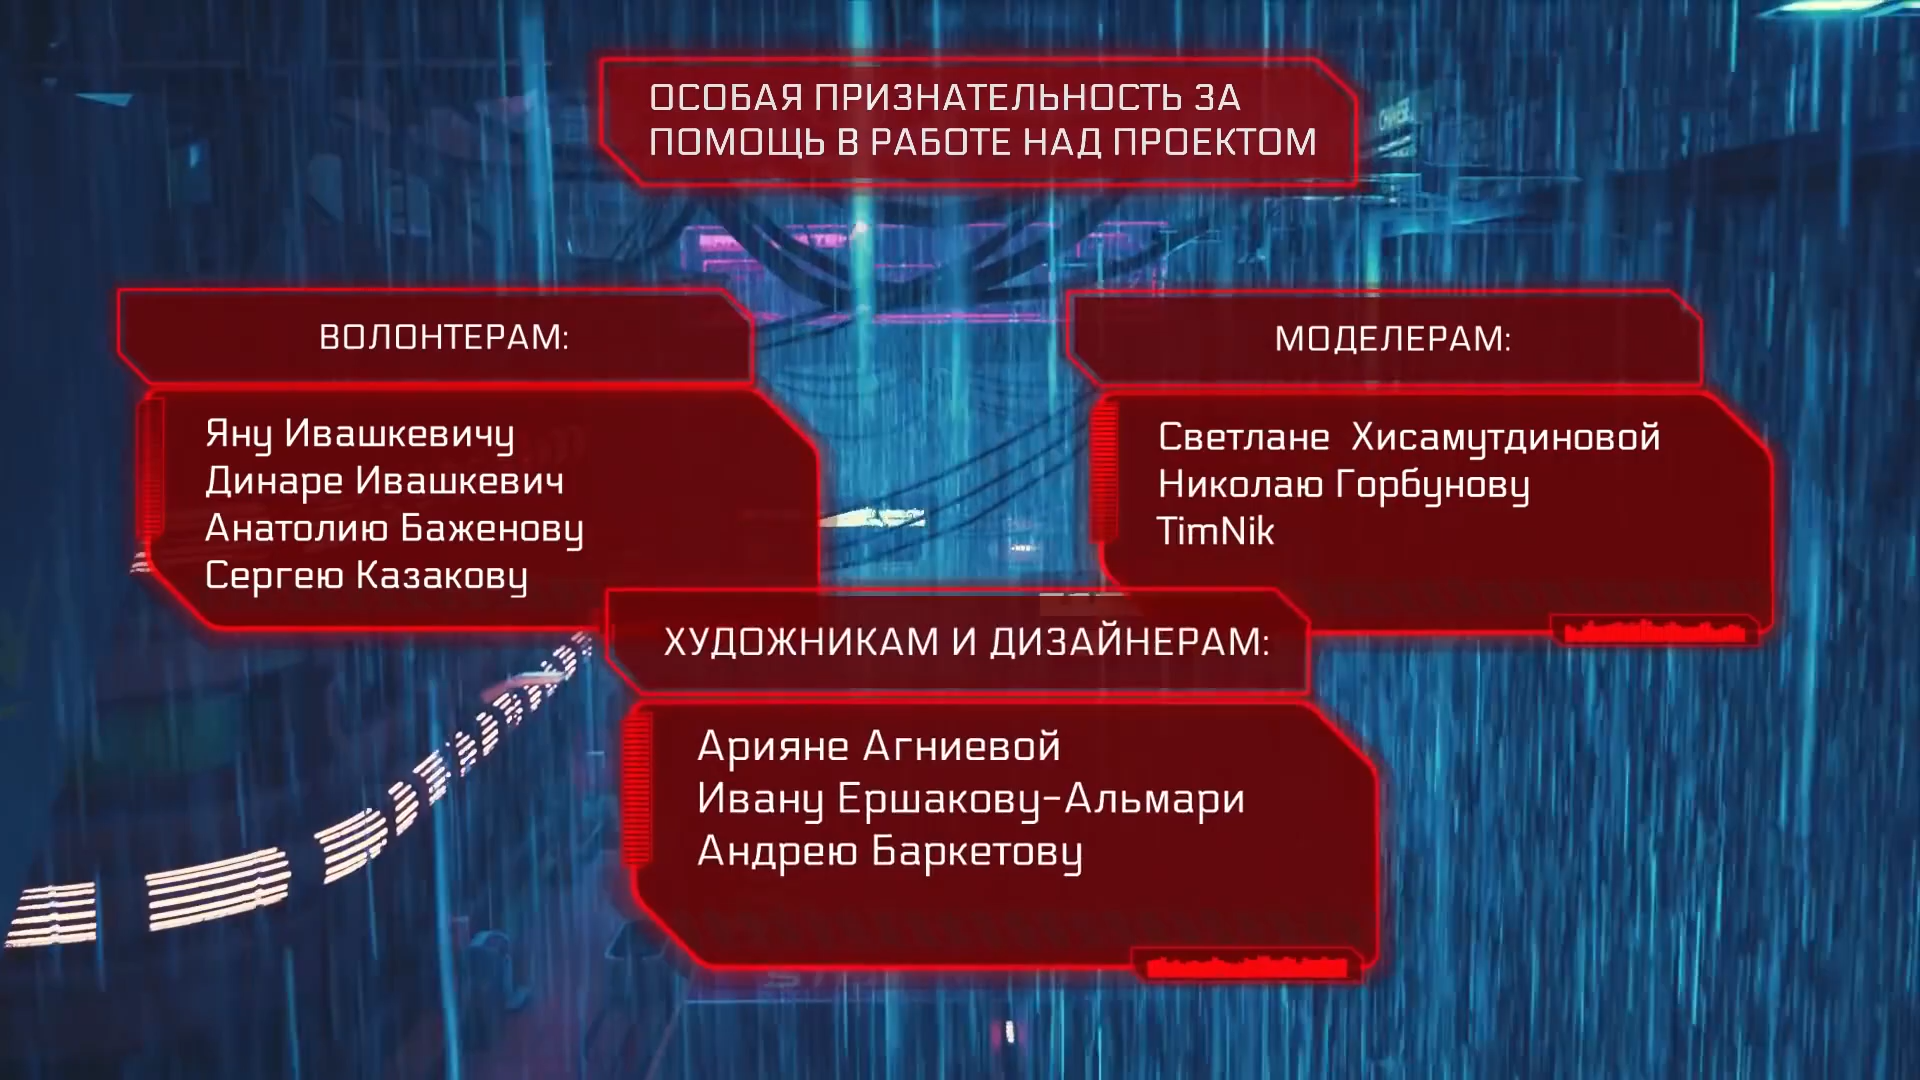 ОСОБАЯ ПРИЗНАТЕЛЬНОСТЬ ЗА
ПОМОЩЬ В РАБОТЕ НАД ПРОЕКТОМ
ВОЛОНТЕРАМ:
Яну Ивашкевичу
Динаре Ивашкевич
Анатолию Баженову
Сергею Казакову
МОДЕЛЕРАМ:
Светлане Хисамутдиновой
Николаю Горбунову
TimNik
ХУДОЖНИКАМ И ДИЗАЙНЕРАМ:
Арияне Агниевой
Ивану Ершакову-Альмари
Андрею Баркетову